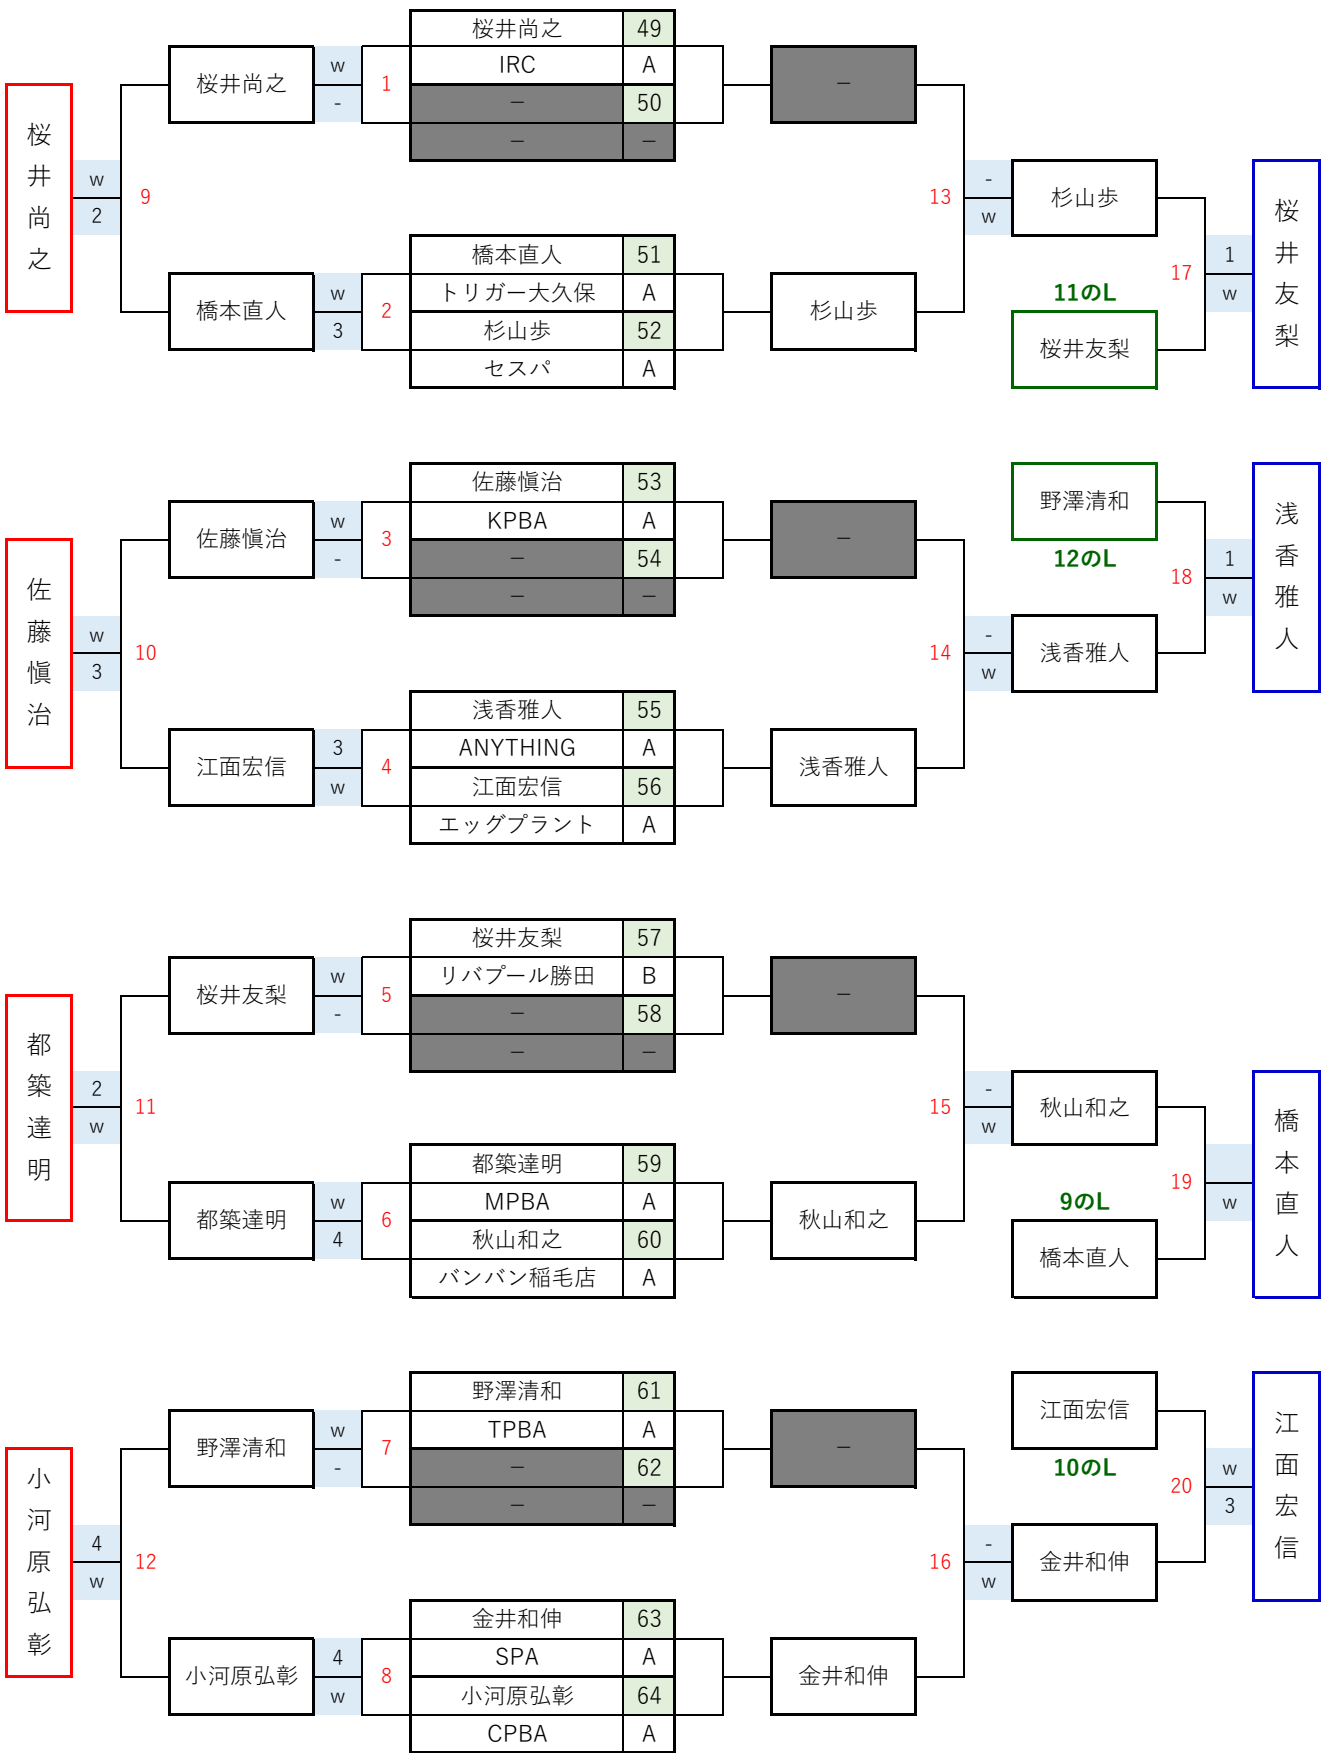 桜井尚之 49
IRC A
－ 50
－ －
桜井尚之 w - 1
－
桜井尚之
w 2 9
13 - w 杉山歩
桜井友梨
橋本直人 51
トリガー大久保 A
杉山歩 52
セスパ A
橋本直人 w 3 2
杉山歩
17 1 w
11のL
桜井友梨
佐藤愼治 53
KPBA A
－ 54
－ －
佐藤愼治 w - 3
－
野澤清和
12のL
浅香雅人
18 1 w
佐藤愼治
w 3 10
14 - w 浅香雅人
浅香雅人 55
ANYTHING A
江面宏信 56
エッグプラント A
江面宏信 3 w 4
浅香雅人
桜井友梨 57
リバプール勝田 B
－ 58
－ －
桜井友梨 w - 5
－
都築達明
2 w 11
15 - w 秋山和之
橋本直人
都築達明 59
MPBA A
秋山和之 60
バンバン稲毛店 A
都築達明 w 4 6
秋山和之
19 w
9のL
橋本直人
野澤清和 61
TPBA A
－ 62
－ －
野澤清和 w - 7
－
江面宏信
10のL
江面宏信
20 w 3
小河原弘彰
4 w 12
16 - w 金井和伸
金井和伸 63
SPA A
小河原弘彰 64
CPBA A
小河原弘彰 4 w 8
金井和伸